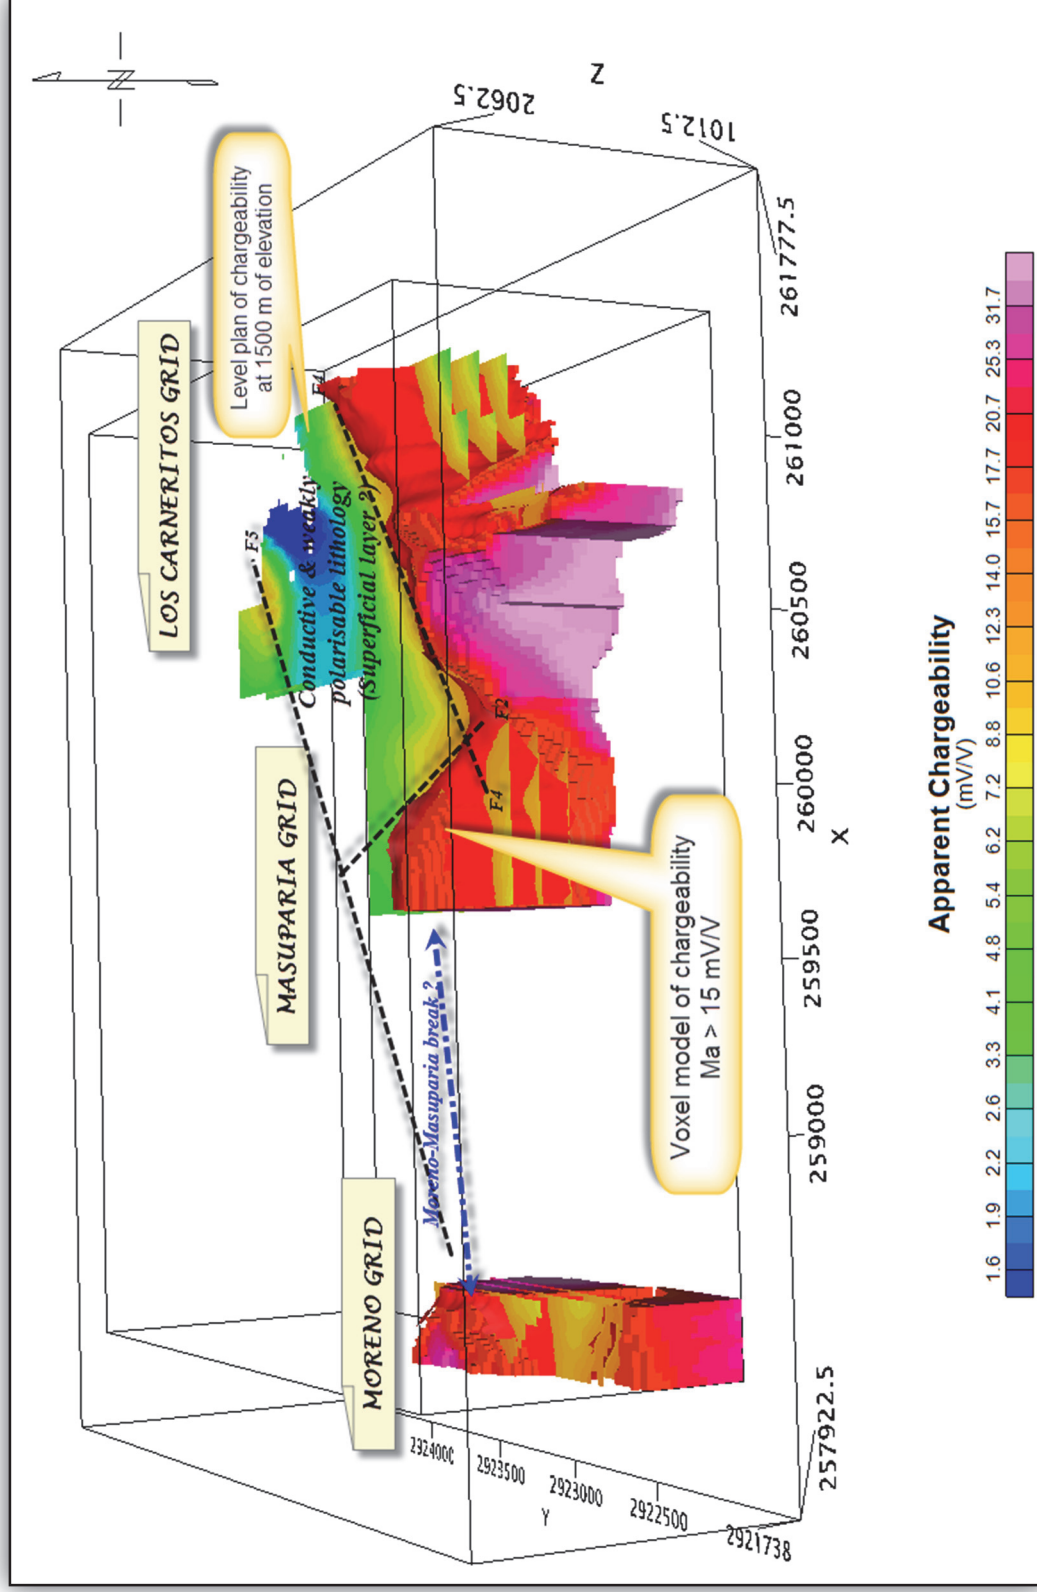 N
LOS CARNERITOS GRID
Level plan of chargeability
at 1500 m of elevation
MASUPARIA GRID
MORENO GRID
F5
F4
Conductive & weakly
polarisable lithology
(Superficial layer ?)
Moreno-Masuparia break ?
F2
F4
Voxel model of chargeability
Ma > 15 mV/V
Z
2062.5
1012.5
Y
2924000
2923500
2923000
2922500
2921738
X
257922.5
259000
259500
260000
260500
261000
261777.5
Apparent Chargeability
(mV/V)
1.6 1.9 2.2 2.6 3.3 4.1 4.8 5.4 6.2 7.2 8.8 10.6 12.3 14.0 15.7 17.7 20.7 25.3 31.7